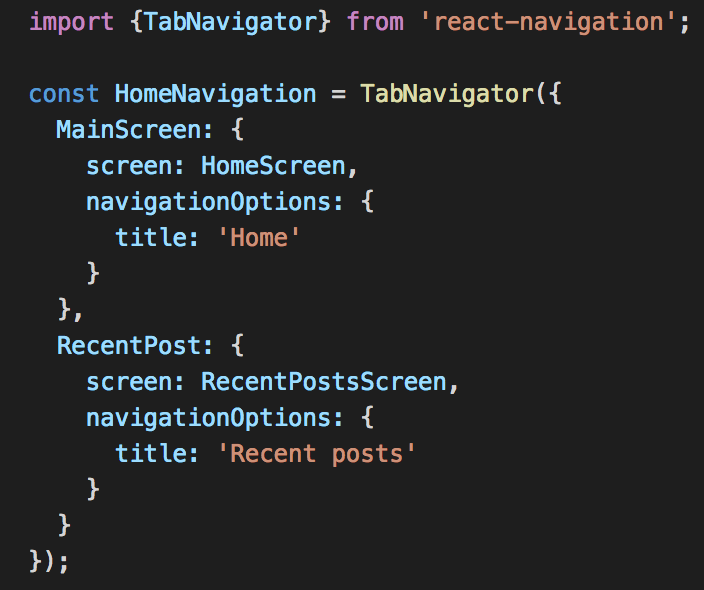 import {TabNavigator} from 'react-navigation';

const HomeNavigation = TabNavigator({
  MainScreen: {
    screen: HomeScreen,
    navigationOptions: {
      title: 'Home'
    }
  },
  RecentPost: {
    screen: RecentPostsScreen,
    navigationOptions: {
      title: 'Recent posts'
    }
  }
});